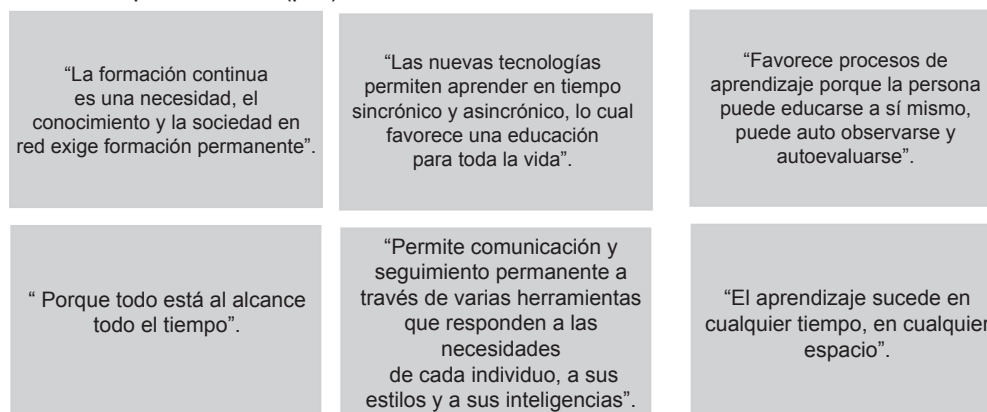 “La formación continua
es una necesidad, el
conocimiento y la sociedad en
red exige formación permanente”.
“Las nuevas tecnologías
permiten aprender en tiempo
sincrónico y asincrónico, lo cual
favorece una educación
para toda la vida”.
“Favorece procesos de
aprendizaje porque la persona
puede educarse a sí mismo,
puede auto observarse y
autoevaluarse”.
“ Porque todo está al alcance
todo el tiempo”.
“Permite comunicación y
seguimiento permanente a
través de varias herramientas
que responden a las
necesidades
de cada individuo, a sus
estilos y a sus inteligencias”.
“El aprendizaje sucede en
cualquier tiempo, en cualquier
espacio”.